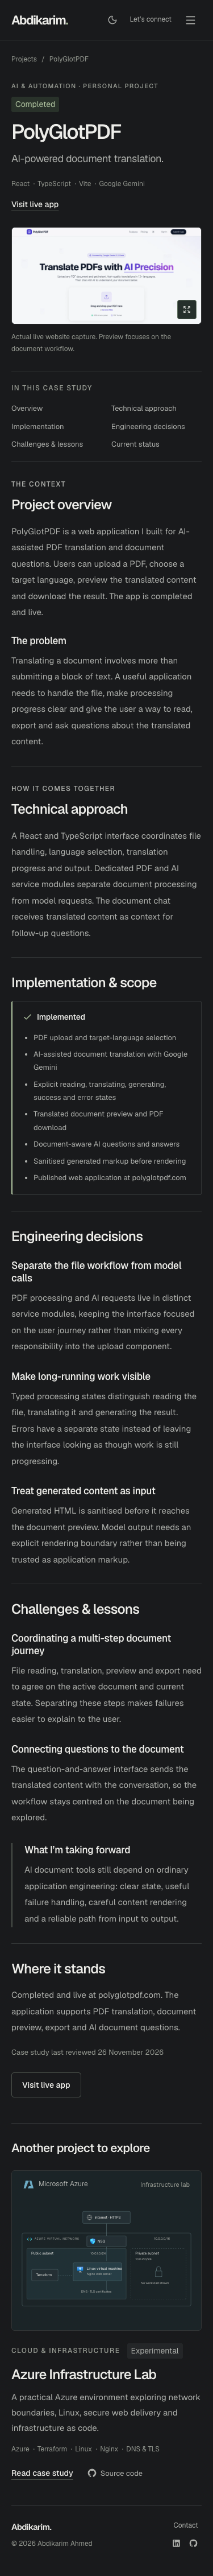 Abdikarim.
Let's connect
Projects / PolyGlotPDF
AI & AUTOMATION · PERSONAL PROJECT
Completed
PolyGlotPDF
AI-powered document translation.
React · TypeScript · Vite · Google Gemini
Visit live app
Translate PDFs with AI Precision
Actual live website capture. Preview focuses on the
document workflow.
IN THIS CASE STUDY
Overview
Technical approach
Implementation
Engineering decisions
Challenges & lessons
Current status
THE CONTEXT
Project overview
PolyGlotPDF is a web application I built for AI-
assisted PDF translation and document
questions. Users can upload a PDF, choose a
target language, preview the translated content
and download the result. The app is completed
and live.
The problem
Translating a document involves more than
submitting a block of text. A useful application
needs to handle the file, make processing
progress clear and give the user a way to read,
export and ask questions about the translated
content.
HOW IT COMES TOGETHER
Technical approach
A React and TypeScript interface coordinates file
handling, language selection, translation
progress and output. Dedicated PDF and AI
service modules separate document processing
from model requests. The document chat
receives translated content as context for
follow-up questions.
Implementation & scope
Implemented
• PDF upload and target-language selection
• AI-assisted document translation with Google
Gemini
• Explicit reading, translating, generating,
success and error states
• Translated document preview and PDF
download
• Document-aware AI questions and answers
• Sanitised generated markup before rendering
• Published web application at polyglotpdf.com
Engineering decisions
Separate the file workflow from model
calls
PDF processing and AI requests live in distinct
service modules, keeping the interface focused
on the user journey rather than mixing every
responsibility into the upload component.
Make long-running work visible
Typed processing states distinguish reading the
file, translating it and generating the result.
Errors have a separate state instead of leaving
the interface looking as though work is still
progressing.
Treat generated content as input
Generated HTML is sanitised before it reaches
the document preview. Model output needs an
explicit rendering boundary rather than being
trusted as application markup.
Challenges & lessons
Coordinating a multi-step document
journey
File reading, translation, preview and export need
to agree on the active document and current
state. Separating these steps makes failures
easier to explain to the user.
Connecting questions to the document
The question-and-answer interface sends the
translated content with the conversation, so the
workflow stays centred on the document being
explored.
What I'm taking forward
AI document tools still depend on ordinary
application engineering: clear state, useful
failure handling, careful content rendering
and a reliable path from input to output.
Where it stands
Completed and live at polyglotpdf.com. The
application supports PDF translation, document
preview, export and AI document questions.
Case study last reviewed 26 November 2026
Visit live app
Another project to explore
Microsoft Azure
Infrastructure lab
Internet · HTTPS
NSG
Public subnet
Private subnet
Terraform
Linux virtual machine
CLOUD & INFRASTRUCTURE
Experimental
Azure Infrastructure Lab
A practical Azure environment exploring network
boundaries, Linux, secure web delivery and
infrastructure as code.
Azure · Terraform · Linux · Nginx · DNS & TLS
Read case study
Source code
Abdikarim.
Contact
© 2026 Abdikarim Ahmed